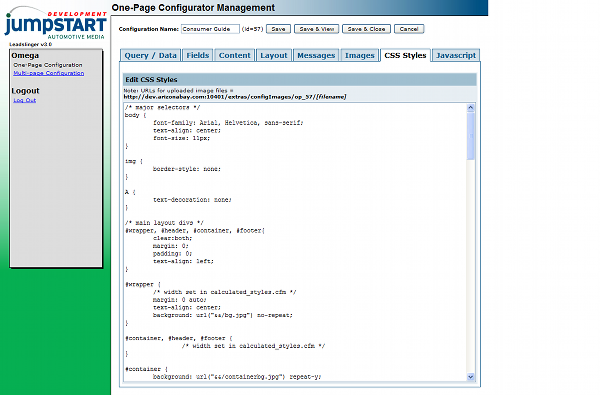 DEVELOPMENT
jumpSTART
AUTOMOTIVE MEDIA
Leadslinger v3.0
Omega
One-Page Configuration
Multi-page Configuration
Logout
Log Out
One-Page Configurator Management
Configuration Name: Consumer Guide (id=57) Save Save & View Save & Close Cancel
Query / Data Fields Content Layout Messages Images CSS Styles Javascript
Edit CSS Styles
Note: URLs for uploaded image files =
http://dev.arizonabay.com:10401/extras/configImages/op_57//[filename]
/* major selectors */
body {
font-family: Arial, Helvetica, sans-serif;
text-align: center;
font-size: 11px;
}
img {
border-style: none;
}
A {
text-decoration: none;
}
/* main layout divs */
#wrapper, #header, #container, #footer{
clear:both;
margin: 0;
padding: 0;
text-align: left;
}
#wrapper {
/* width set in calculated_styles.cfm */
margin: 0 auto;
text-align: center;
background: url("&&/bg.jpg") no-repeat;
}
#container, #header, #footer {
/* width set in calculated_styles.cfm */
}
#container {
background: url("&&/containerbg.jpg") repeat-y;